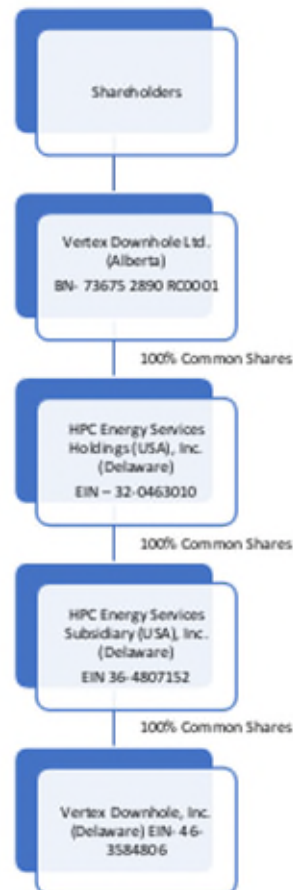 Shareholders
Vertex Downhole Ltd.
(Alberta)
BN- 73675 2890 RC0001
100% Common Shares
HPC Energy Services
Holdings (USA), Inc.
(Delaware)
EIN – 32-0463010
100% Common Shares
HPC Energy Services
Subsidiary (USA), Inc.
(Delaware)
EIN 36-4807152
100% Common Shares
Vertex Downhole, Inc.
(Delaware) EIN- 46-
3584806